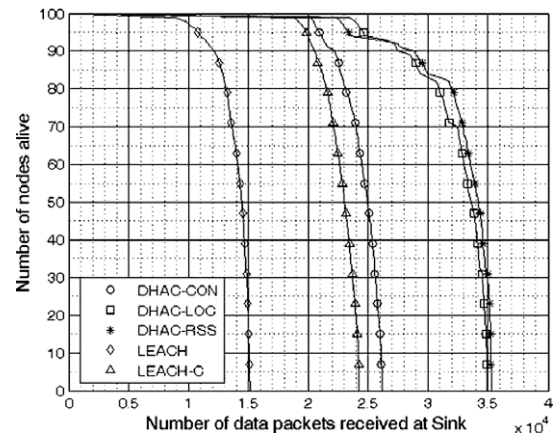 100
90
80
70
60
50
40
30
20
10
0
Number of nodes alive
DHAC-CON
DHAC-LOC
DHAC-RSS
LEACH
LEACH-C
0 0.5 1 1.5 2 2.5 3 3.5 4
Number of data packets received at Sink
x 10^4